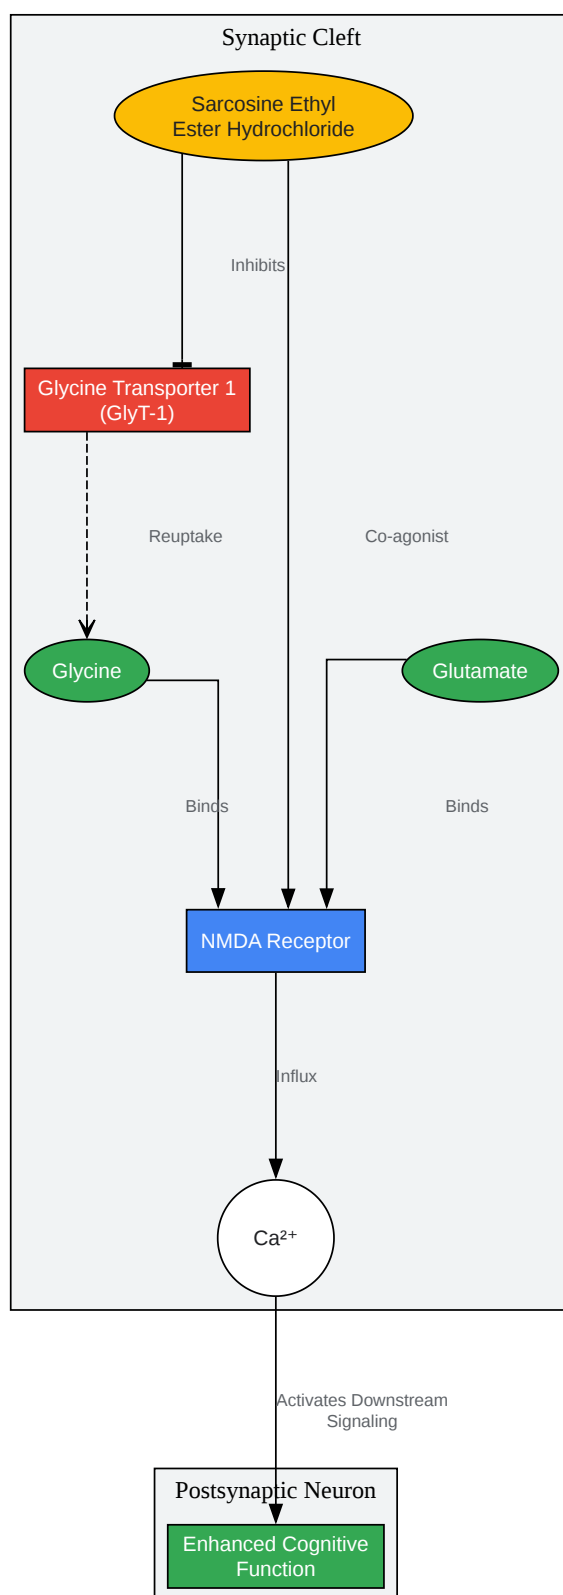 Synaptic Cleft
Sarcosine Ethyl
Ester Hydrochloride
Inhibits
Glycine Transporter 1
(GlyT-1)
Reuptake
Co-agonist
Glycine
Glutamate
Binds
Binds
NMDA Receptor
Influx
Ca²⁺
Activates Downstream
Signaling
Postsynaptic Neuron
Enhanced Cognitive
Function